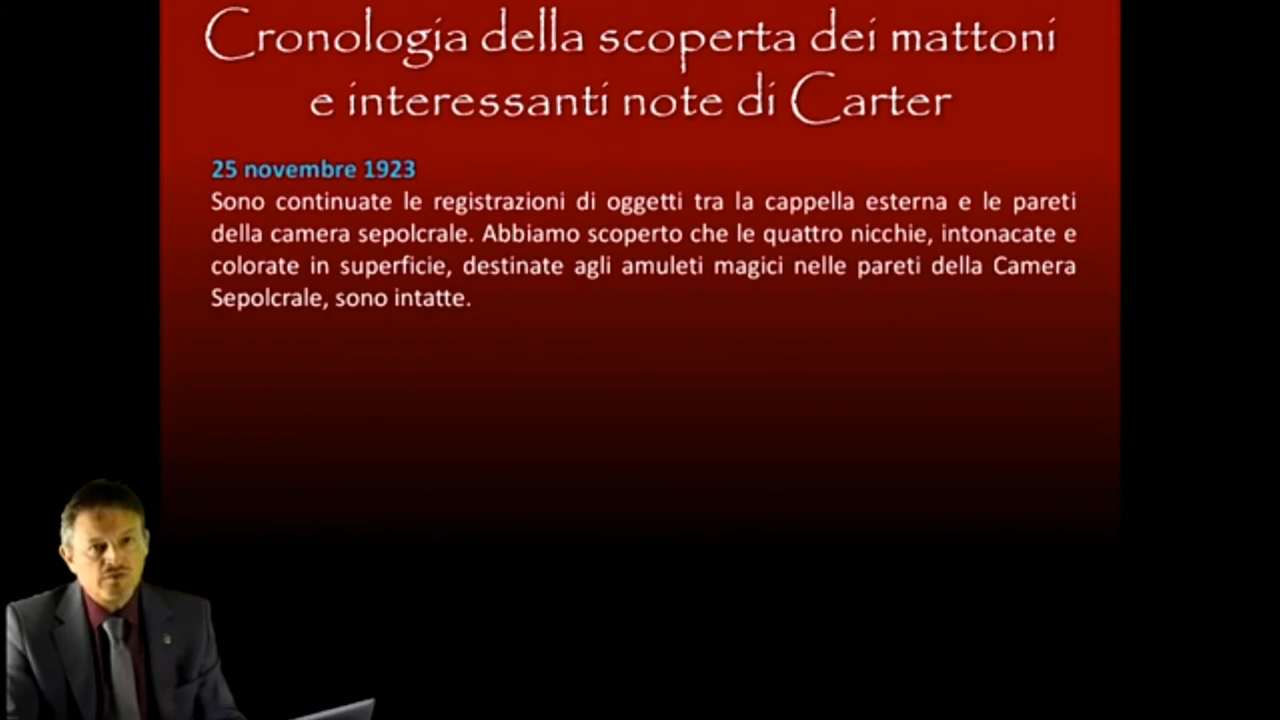 Cronologia della scoperta dei mattoni
e interessanti note di Carter
25 novembre 1923
Sono continuate le registrazioni di oggetti tra la cappella esterna e le pareti
della camera sepolcrale. Abbiamo scoperto che le quattro nicchie, intonacate e
colorate in superficie, destinate agli amuleti magici nelle pareti della Camera
Sepolcrale, sono intatte.